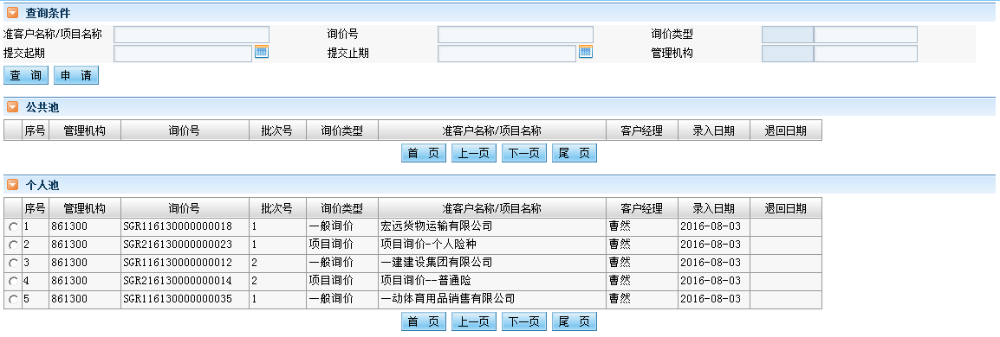 查询条件
准客户名称/项目名称 询价号 询价类型
提交起期 提交止期 管理机构
查 询 申 请
公共池
序号 管理机构 询价号 批次号 询价类型 准客户名称/项目名称 客户经理 录入日期 退回日期
首 页 上一页 下一页 尾 页
个人池
序号 管理机构 询价号 批次号 询价类型 准客户名称/项目名称 客户经理 录入日期 退回日期
1 861300 SGR116130000000018 1 一般询价 宏远货物运输有限公司 曹然 2016-08-03
2 861300 SGR216130000000023 1 项目询价 项目询价-个人险种 曹然 2016-08-03
3 861300 SGR116130000000012 2 一般询价 一建建设集团有限公司 曹然 2016-08-03
4 861300 SGR216130000000014 2 项目询价 项目询价--普通险 曹然 2016-08-03
5 861300 SGR116130000000035 1 一般询价 一动体育用品销售有限公司 曹然 2016-08-03
首 页 上一页 下一页 尾 页